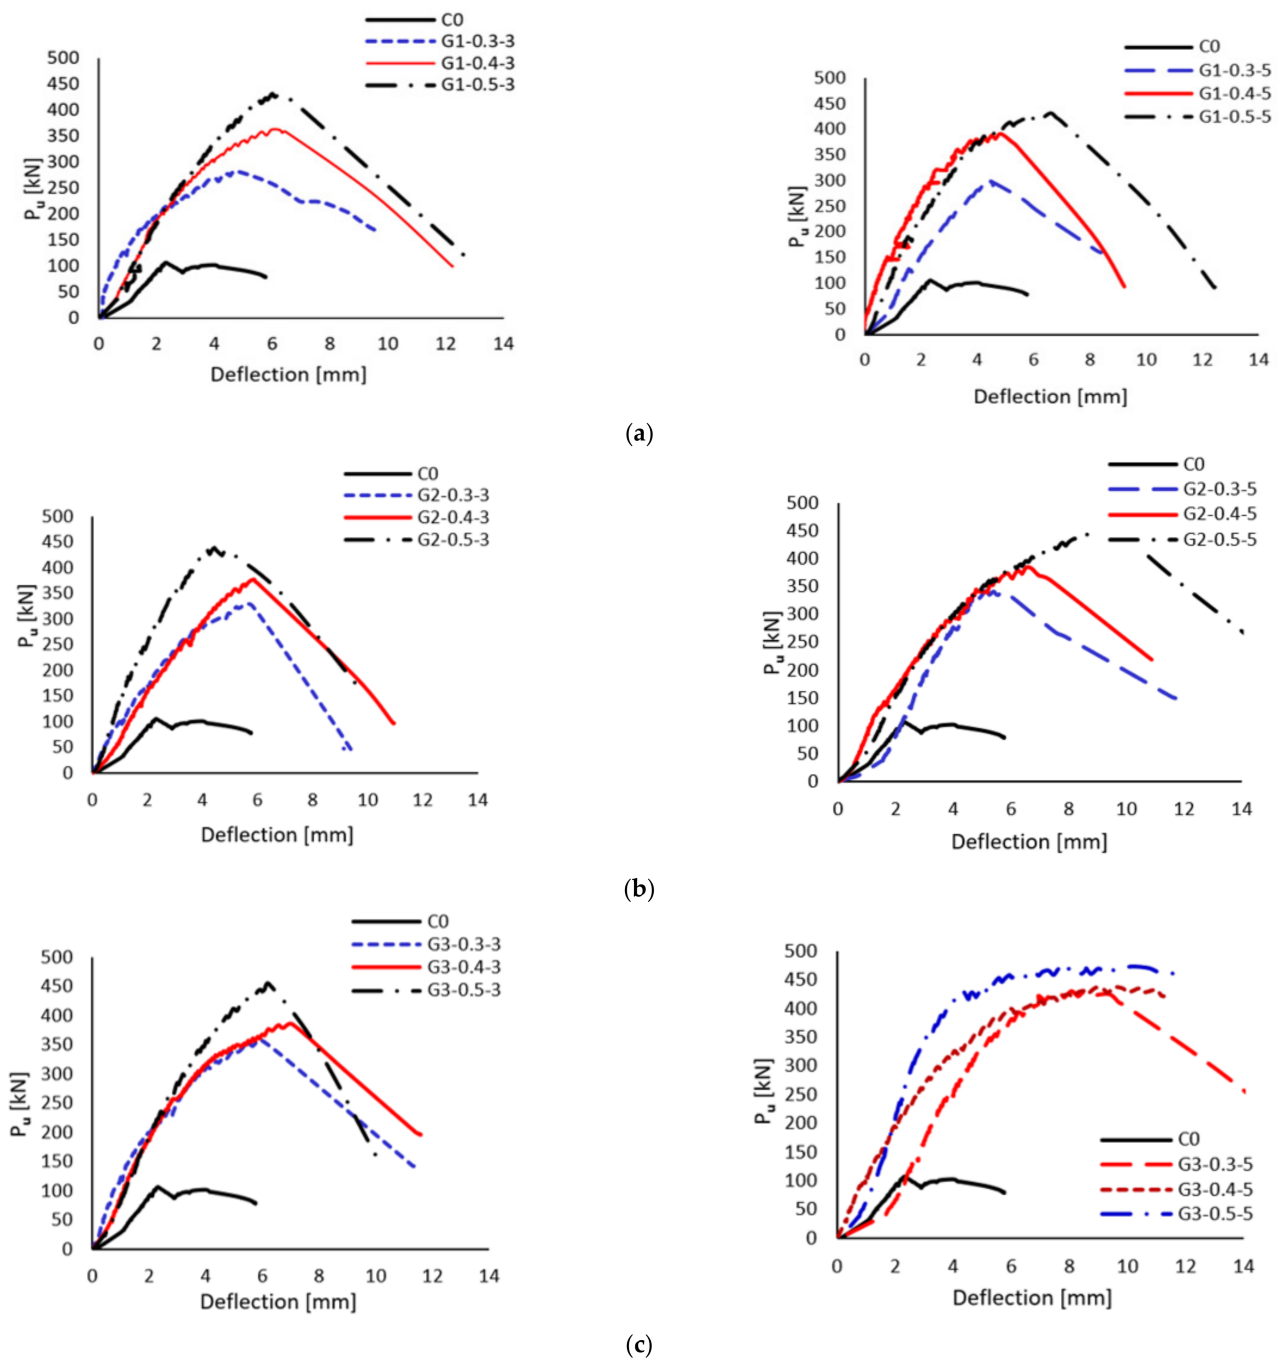 C0
G1-0.3-3
G1-0.4-3
G1-0.5-3
500
450
400
350
300
250
200
150
100
50
0
Pu [kN]
0 2 4 6 8 10 12 14
Deflection [mm]
C0
G1-0.3-5
G1-0.4-5
G1-0.5-5
500
450
400
350
300
250
200
150
100
50
0
Pu [kN]
0 2 4 6 8 10 12 14
Deflection [mm]
(a)
C0
G2-0.3-3
G2-0.4-3
G2-0.5-3
500
450
400
350
300
250
200
150
100
50
0
Pu [kN]
0 2 4 6 8 10 12 14
Deflection [mm]
C0
G2-0.3-5
G2-0.4-5
G2-0.5-5
500
450
400
350
300
250
200
150
100
50
0
Pu [kN]
0 2 4 6 8 10 12 14
Deflection [mm]
(b)
C0
G3-0.3-3
G3-0.4-3
G3-0.5-3
500
450
400
350
300
250
200
150
100
50
0
Pu [kN]
0 2 4 6 8 10 12 14
Deflection [mm]
500
450
400
350
300
250
200
150
100
50
0
Pu [kN]
C0
G3-0.3-5
G3-0.4-5
G3-0.5-5
0 2 4 6 8 10 12 14
Deflection [mm]
(c)